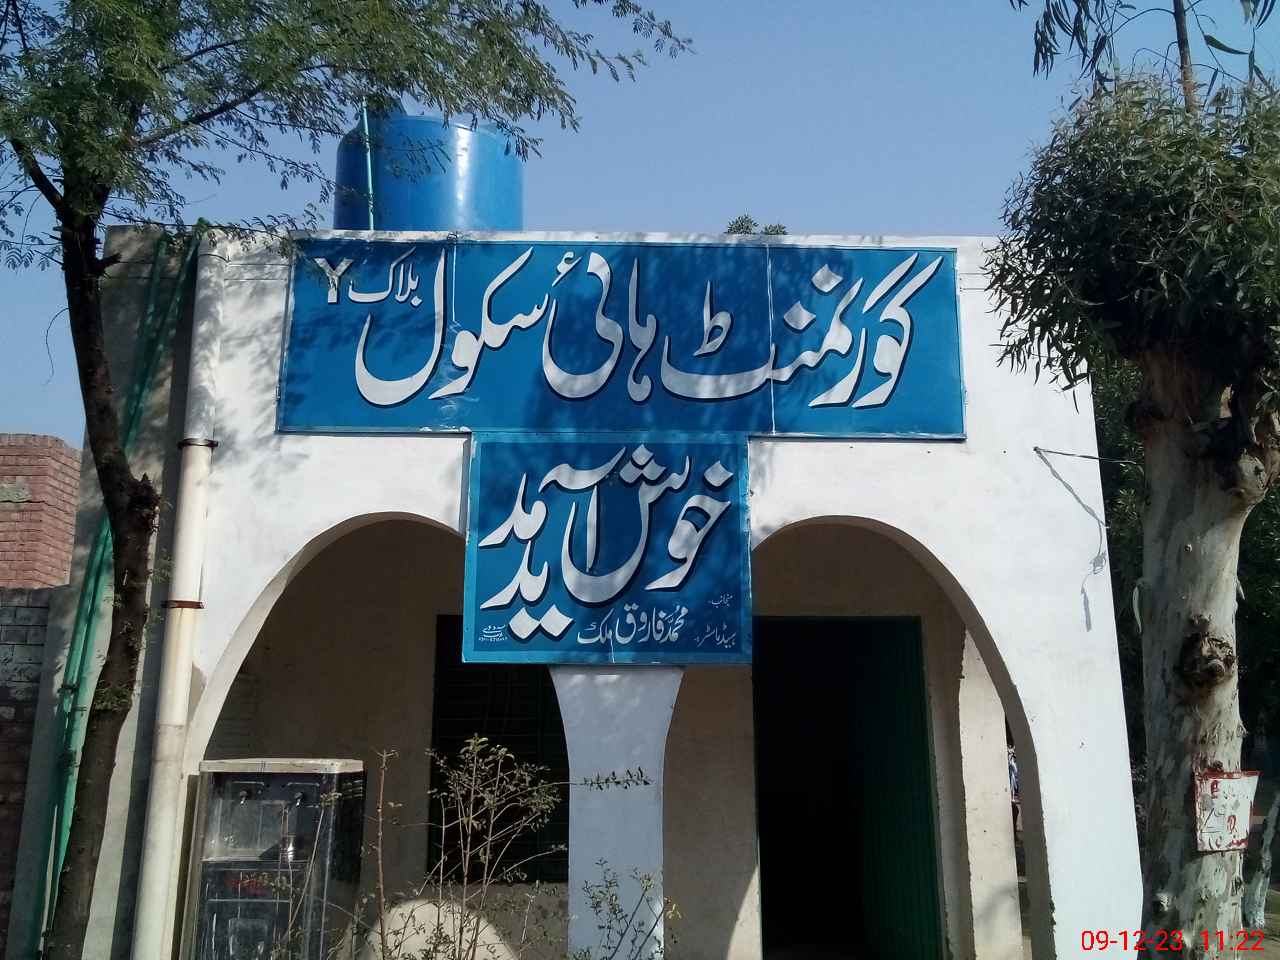 گورنمنٹ ہائی سکول بلاک Y
خوش آمدید
منجانب۔
ہیڈ ماسٹر۔ محمد فاروق ملک
09-12-23 11:22